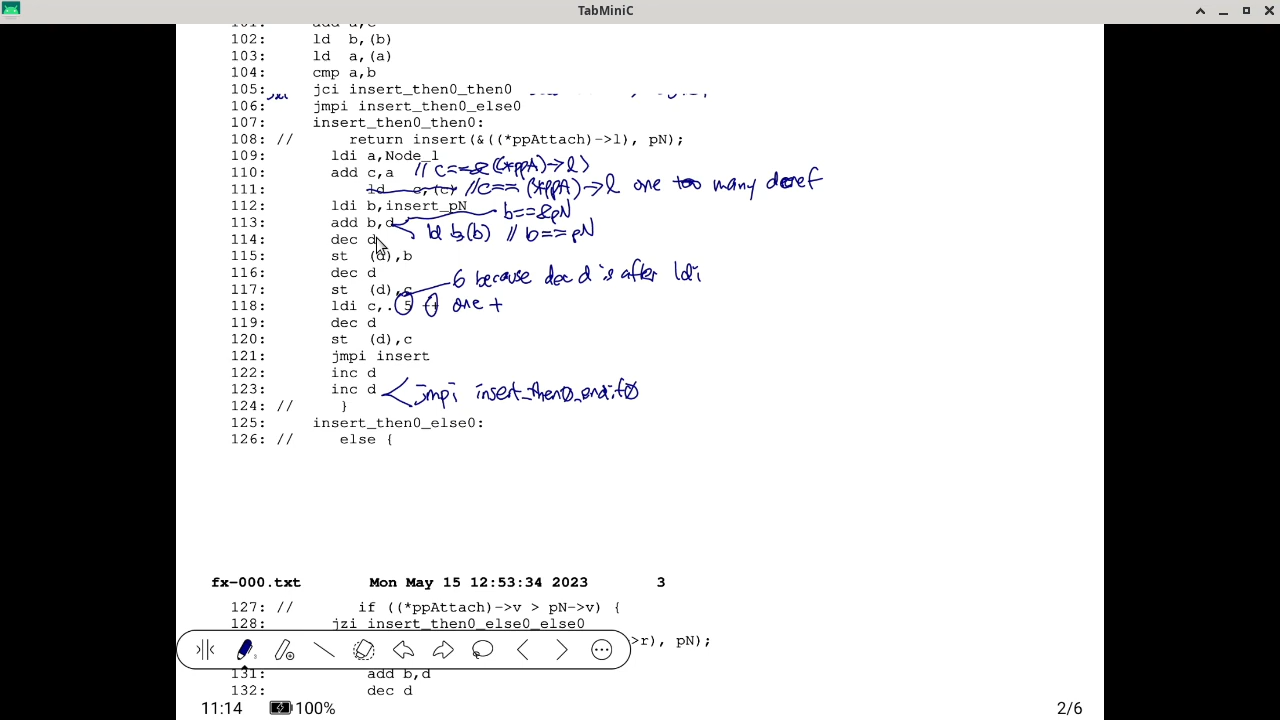 TabMiniC
101: add a,c
102: ld b,(b)
103: ld a,(a)
104: cmp a,b
105: jci insert_then0_then0
106: jmpi insert_then0_else0
107: insert_then0_then0:
108: // return insert(&((*ppAttach)->l), pN);
109: ldi a,Node_l
110: add c,a // c==&((*ppA)->l)
111: ld c,(c) //c== (*ppA)->l one too many deref
112: ldi b,insert_pN b==&pN
113: add b,d ld b,(b) // b==pN
114: dec d
115: st (d),b
116: dec d 6 because dec d is after ldi
117: st (d),c
118: ldi c,. 5 ++ one +
119: dec d
120: st (d),c
121: jmpi insert
122: inc d
123: inc d jmpi insert_then0_endif0
124: // }
125: insert_then0_else0:
126: // else {
fx-000.txt Mon May 15 12:53:34 2023 3
127: // if ((*ppAttach)->v > pN->v) {
128: jzi insert_then0_else0_else0
>r), pN);
131: add b,d
132: dec d
11:14 100% 2/6